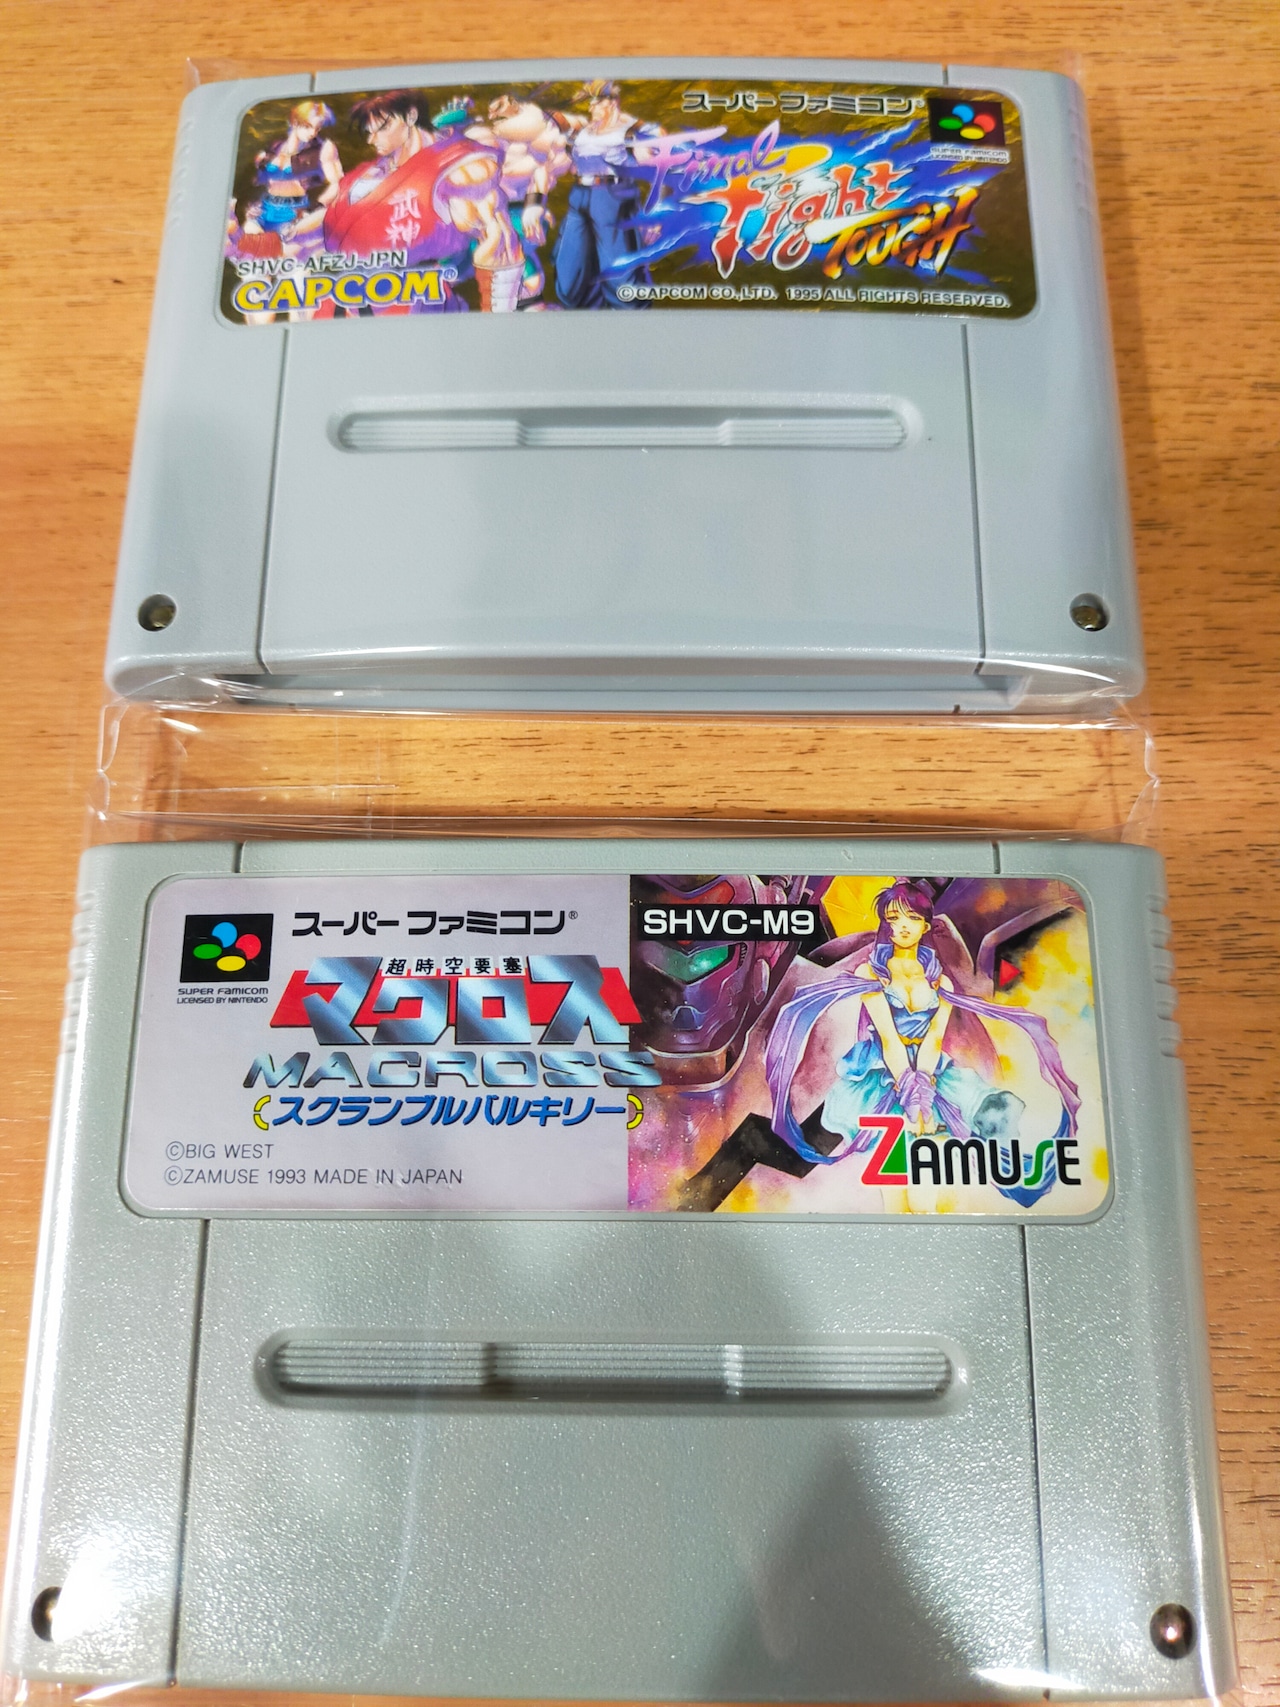 スーパーファミコン®
SUPER FAMICOM
LICENSED BY NINTENDO
Final
Fight
TOUGH
武神
SHVC-AFZJ-JPN
CAPCOM®
©CAPCOM CO.,LTD. 1995 ALL RIGHTS RESERVED.
スーパーファミコン®
SHVC-M9
SUPER FAMICOM
LICENSED BY NINTENDO
超時空要塞
マクロス
MACROSS
スクランブルバルキリー
©BIG WEST
©ZAMUSE 1993 MADE IN JAPAN
ZAMUSE